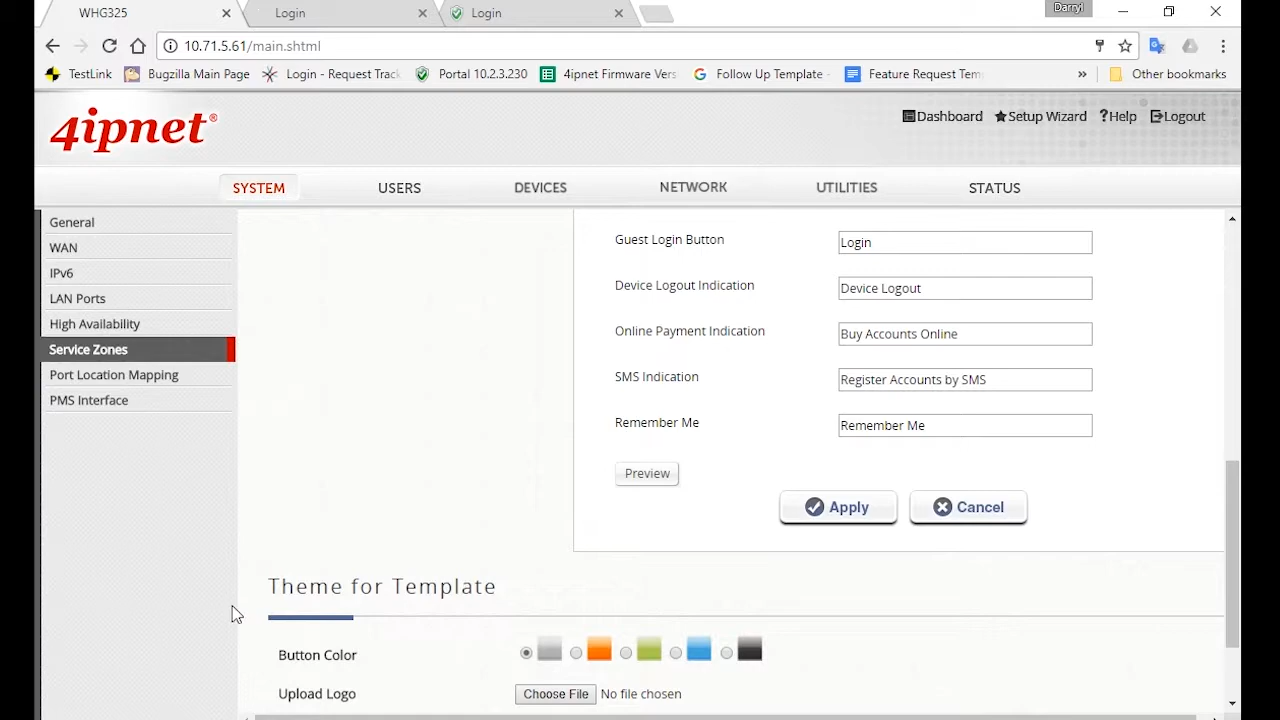 WHG325
Login
Login
Darryl
10.71.5.61/main.shtml
TestLink
Bugzilla Main Page
Login - Request Track
Portal 10.2.3.230
4ipnet Firmware Vers
Follow Up Template -
Feature Request Tem
»
Other bookmarks
4ipnet®
Dashboard
Setup Wizard
?Help
Logout
SYSTEM
USERS
DEVICES
NETWORK
UTILITIES
STATUS
General
WAN
IPv6
LAN Ports
High Availability
Service Zones
Port Location Mapping
PMS Interface
Guest Login Button
Login
Device Logout Indication
Device Logout
Online Payment Indication
Buy Accounts Online
SMS Indication
Register Accounts by SMS
Remember Me
Remember Me
Preview
Apply
Cancel
Theme for Template
Button Color
Upload Logo
Choose File
No file chosen